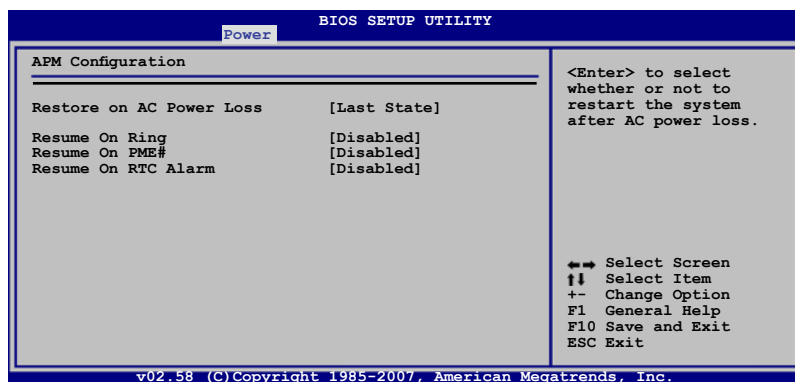 BIOS SETUP UTILITY
Power
APM Configuration
Restore on AC Power Loss [Last State]
Resume On Ring [Disabled]
Resume On PME# [Disabled]
Resume On RTC Alarm [Disabled]
<Enter> to select
whether or not to
restart the system
after AC power loss.
Select Screen
Select Item
+- Change Option
F1 General Help
F10 Save and Exit
ESC Exit
v02.58 (C)Copyright 1985-2007, American Megatrends, Inc.